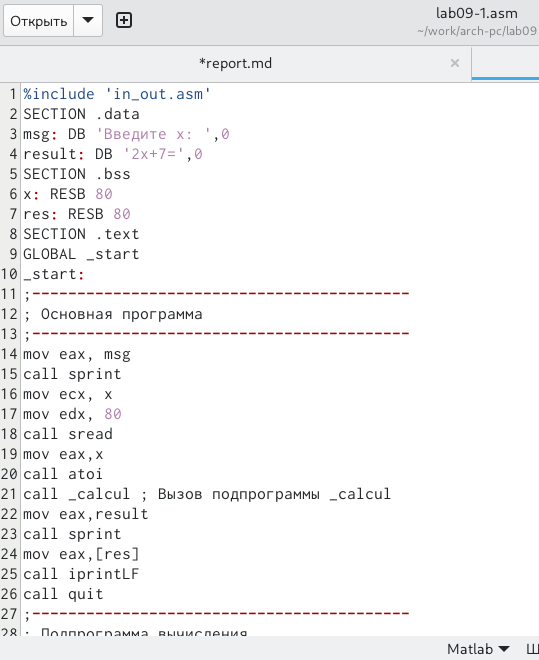 Открыть
lab09-1.asm
~/work/arch-pc/lab09
*report.md
1 %include 'in_out.asm'
2 SECTION .data
3 msg: DB 'Введите x: ',0
4 result: DB '2x+7=',0
5 SECTION .bss
6 x: RESB 80
7 res: RESB 80
8 SECTION .text
9 GLOBAL _start
10 _start:
11 ;------------------------------------------
12 ; Основная программа
13 ;------------------------------------------
14 mov eax, msg
15 call sprint
16 mov ecx, x
17 mov edx, 80
18 call sread
19 mov eax,x
20 call atoi
21 call _calcul ; Вызов подпрограммы _calcul
22 mov eax,result
23 call sprint
24 mov eax,[res]
25 call iprintLF
26 call quit
27 ;------------------------------------------
28 ; Подпрограмма вычисления
Matlab